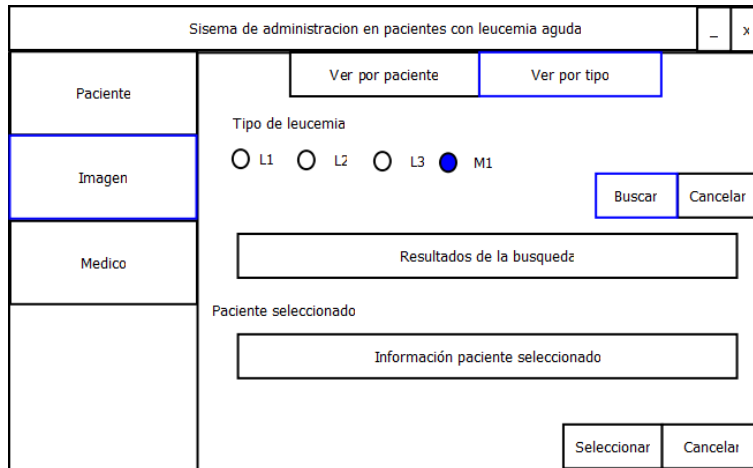 Sisema de administracion en pacientes con leucemia aguda _ x
Paciente
Ver por paciente Ver por tipo
Tipo de leucemia
L1 L2 L3 M1
Imagen
Buscar Cancelar
Medico
Resultados de la busqueda
Paciente seleccionado
Información paciente seleccionado
Seleccionar Cancelar